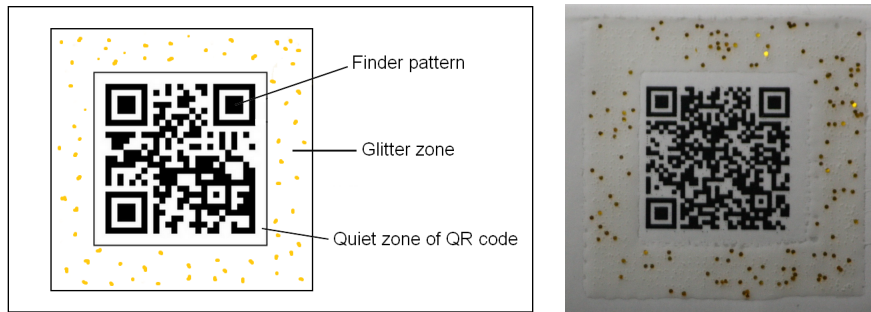 Finder pattern
Glitter zone
Quiet zone of QR code